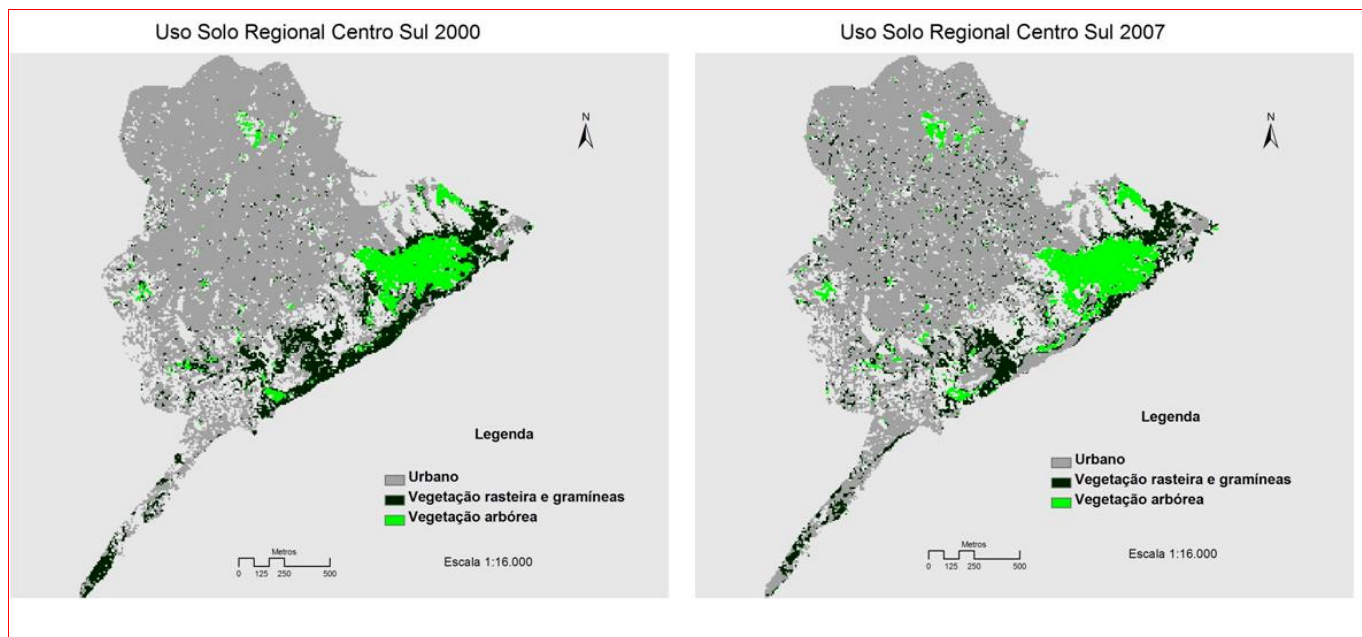 Uso Solo Regional Centro Sul 2000
N
Legenda
Urbano
Vegetação rasteira e gramíneas
Vegetação arbórea
Metros
0 125 250 500
Escala 1:16.000
Uso Solo Regional Centro Sul 2007
N
Legenda
Urbano
Vegetação rasteira e gramíneas
Vegetação arbórea
Metros
0 125 250 500
Escala 1:16.000